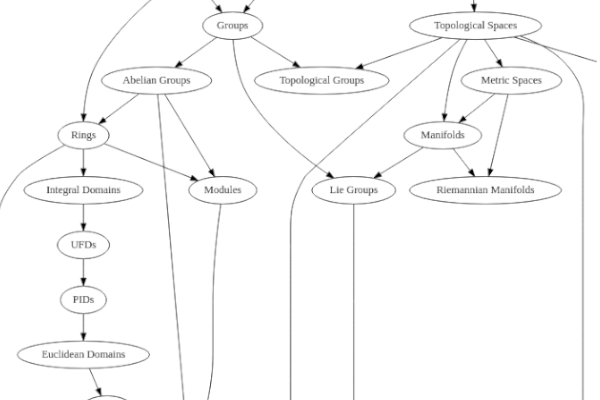 Groups
Topological Spaces
Abelian Groups
Topological Groups
Metric Spaces
Rings
Manifolds
Integral Domains
Modules
Lie Groups
Riemannian Manifolds
UFDs
PIDs
Euclidean Domains